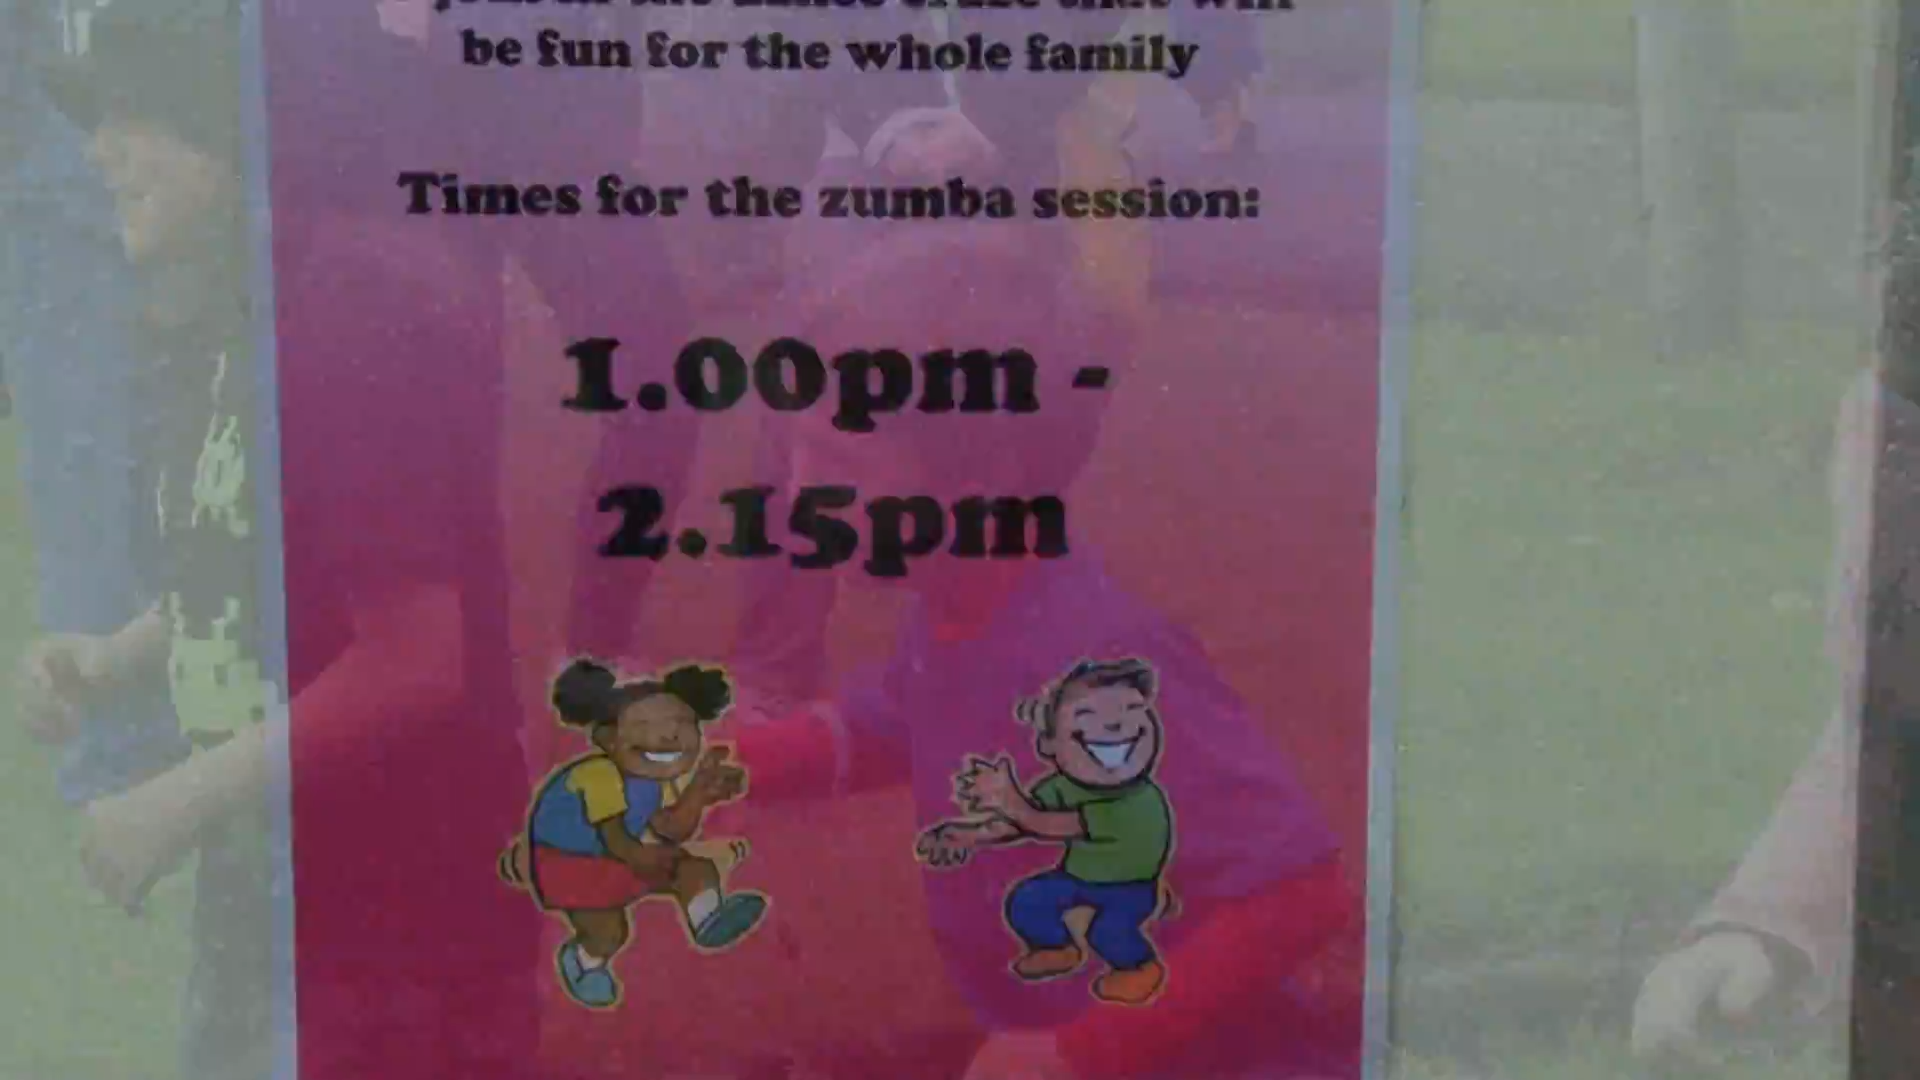 be fun for the whole family
Times for the zumba session:
1.00pm -
2.15pm